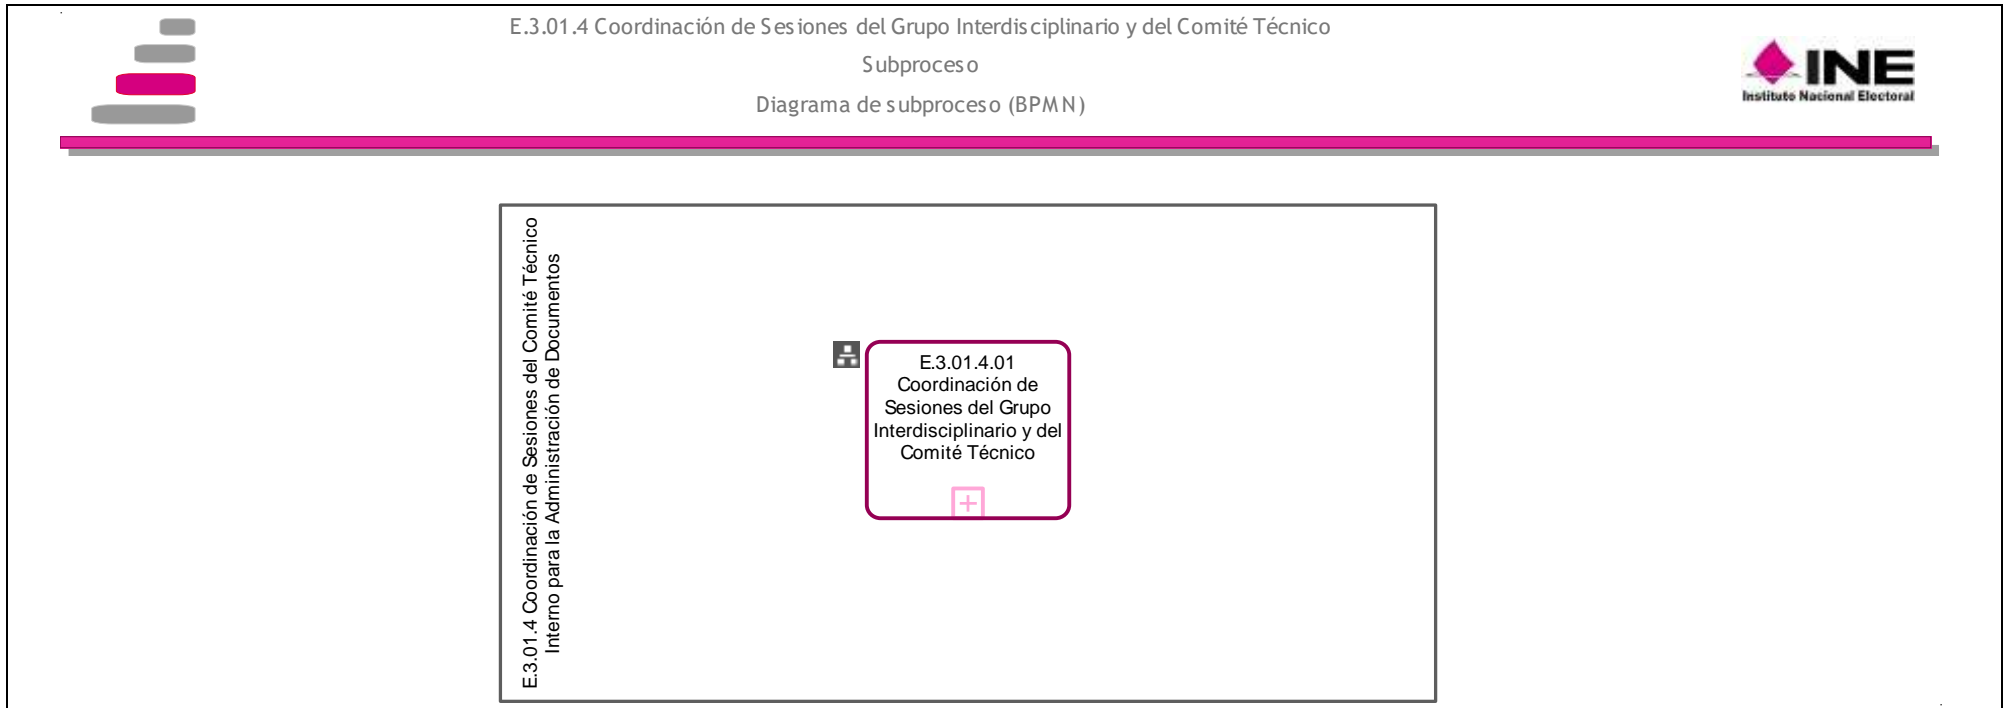 E.3.01.4 Coordinación de Sesiones del Grupo Interdisciplinario y del Comité Técnico
Subproceso
Diagrama de subproceso (BPMN)
INE
Instituto Nacional Electoral
E.3.01.4 Coordinación de Sesiones del Comité Técnico
Interno para la Administración de Documentos
E.3.01.4.01
Coordinación de
Sesiones del Grupo
Interdisciplinario y del
Comité Técnico